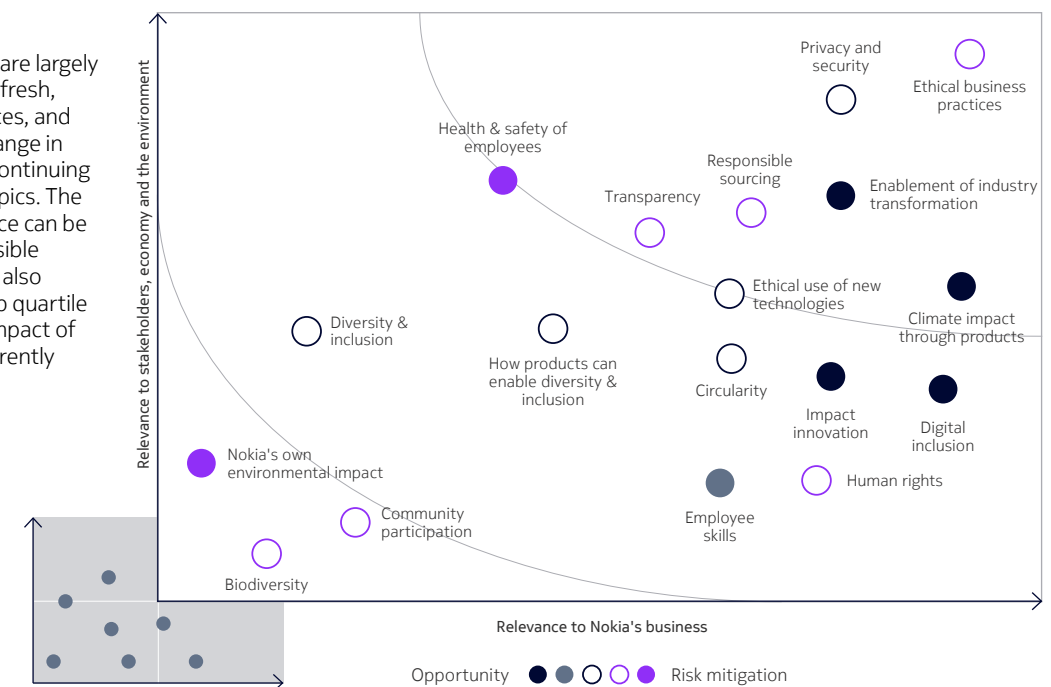 are largely
fresh,
ces, and
ange in
ontinuing
pics. The
ce can be
sible
also
o quartile
mpact of
rently
Relevance to stakeholders, economy and the environment
Privacy and
security
Ethical business
practices
Health & safety of
employees
Responsible
sourcing
Transparency
Enablement of industry
transformation
Ethical use of new
technologies
Climate impact
through products
Diversity &
inclusion
How products can
enable diversity &
inclusion
Circularity
Impact
innovation
Digital
inclusion
Nokia's own
environmental impact
Human rights
Employee
skills
Community
participation
Biodiversity
Relevance to Nokia's business
Opportunity
Risk mitigation